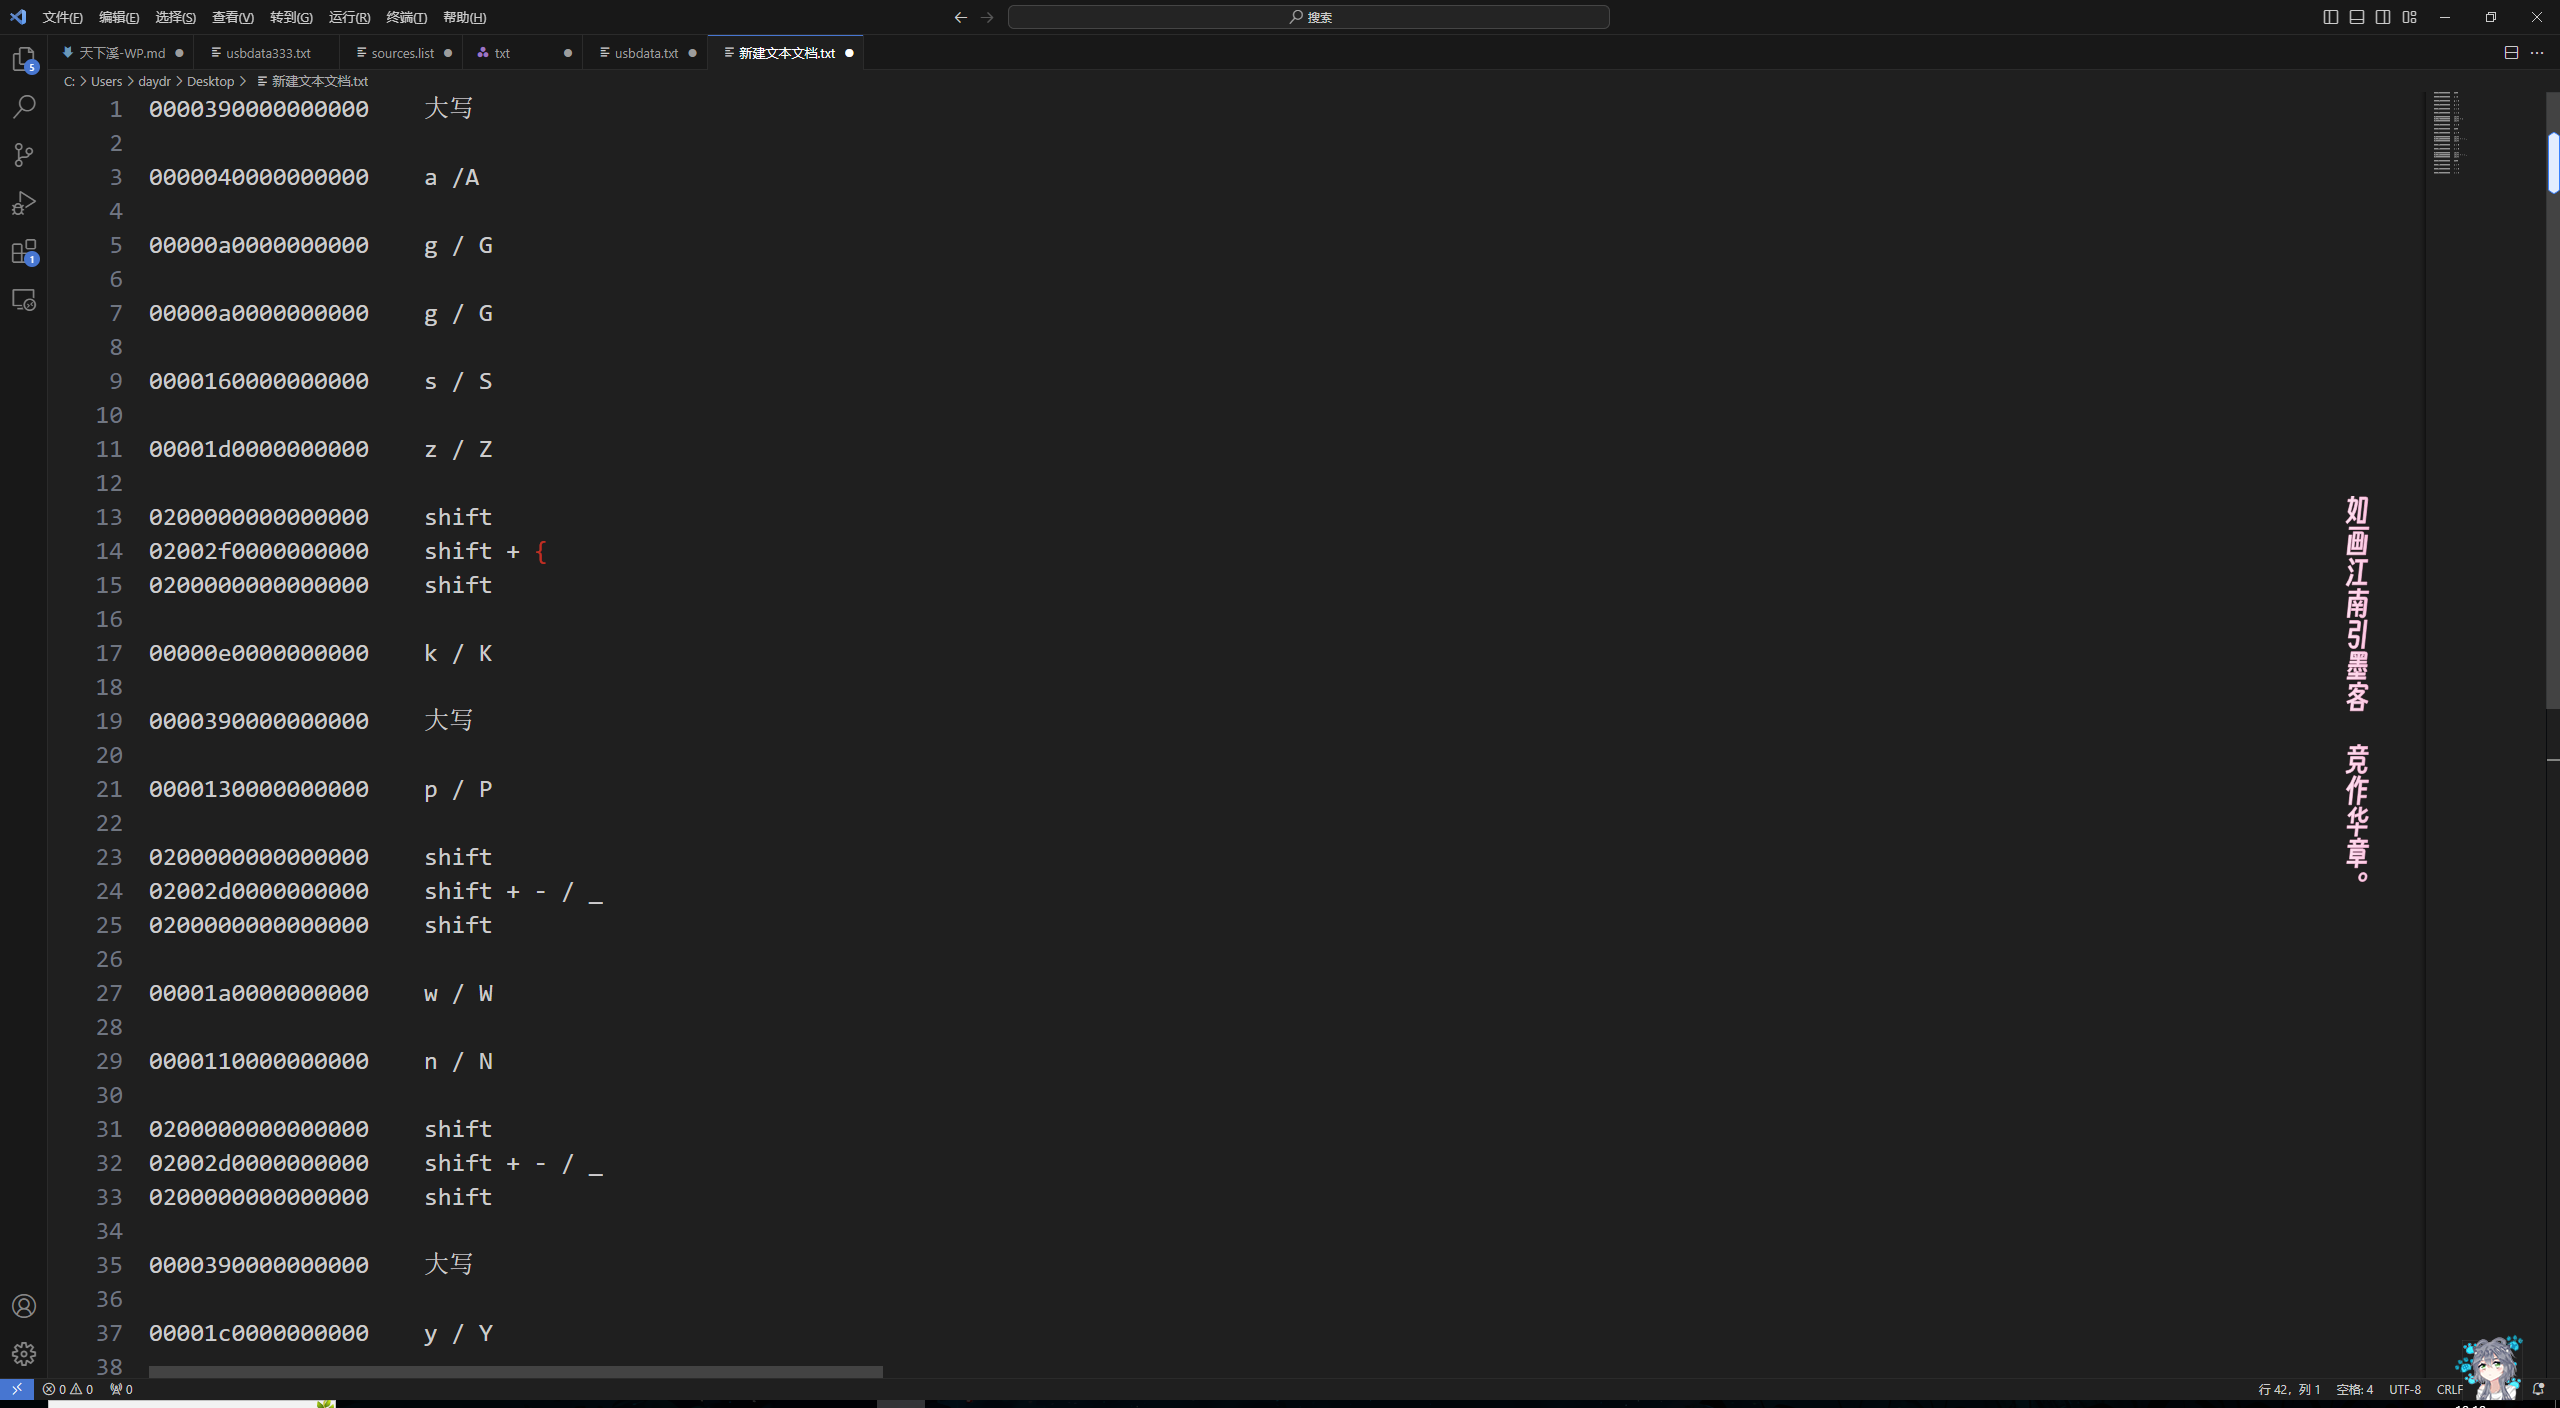 文件(F) 编辑(E) 选择(S) 查看(V) 转到(G) 运行(R) 终端(T) 帮助(H) 搜索
天下溪-WP.md usbdata333.txt sources.list txt usbdata.txt 新建文本文档.txt
C: > Users > daydr > Desktop > 新建文本文档.txt
5
1
1 0000390000000000 大写
2
3 0000040000000000 a /A
4
5 00000a0000000000 g / G
6
7 00000a0000000000 g / G
8
9 0000160000000000 s / S
10
11 00001d0000000000 z / Z
12
13 0200000000000000 shift
14 02002f0000000000 shift + {
15 0200000000000000 shift
16
17 00000e0000000000 k / K
18
19 0000390000000000 大写
20
21 0000130000000000 p / P
22
23 0200000000000000 shift
24 02002d0000000000 shift + - / _
25 0200000000000000 shift
26
27 00001a0000000000 w / W
28
29 0000110000000000 n / N
30
31 0200000000000000 shift
32 02002d0000000000 shift + - / _
33 0200000000000000 shift
34
35 0000390000000000 大写
36
37 00001c0000000000 y / Y
38
如画江南引墨客 竞作华章。
0 0 0 行 42，列 1 空格: 4 UTF-8 CRLF